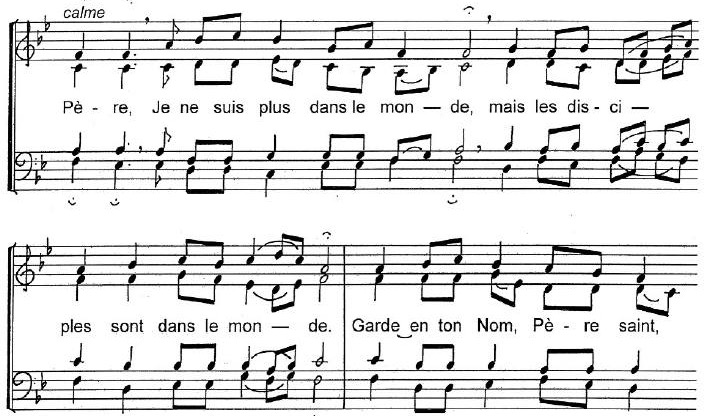 calme
Pè - re, Je ne suis plus dans le mon — de, mais les dis - ci —
ples sont dans le mon — de. Garde‿en ton Nom, Pè - re saint,